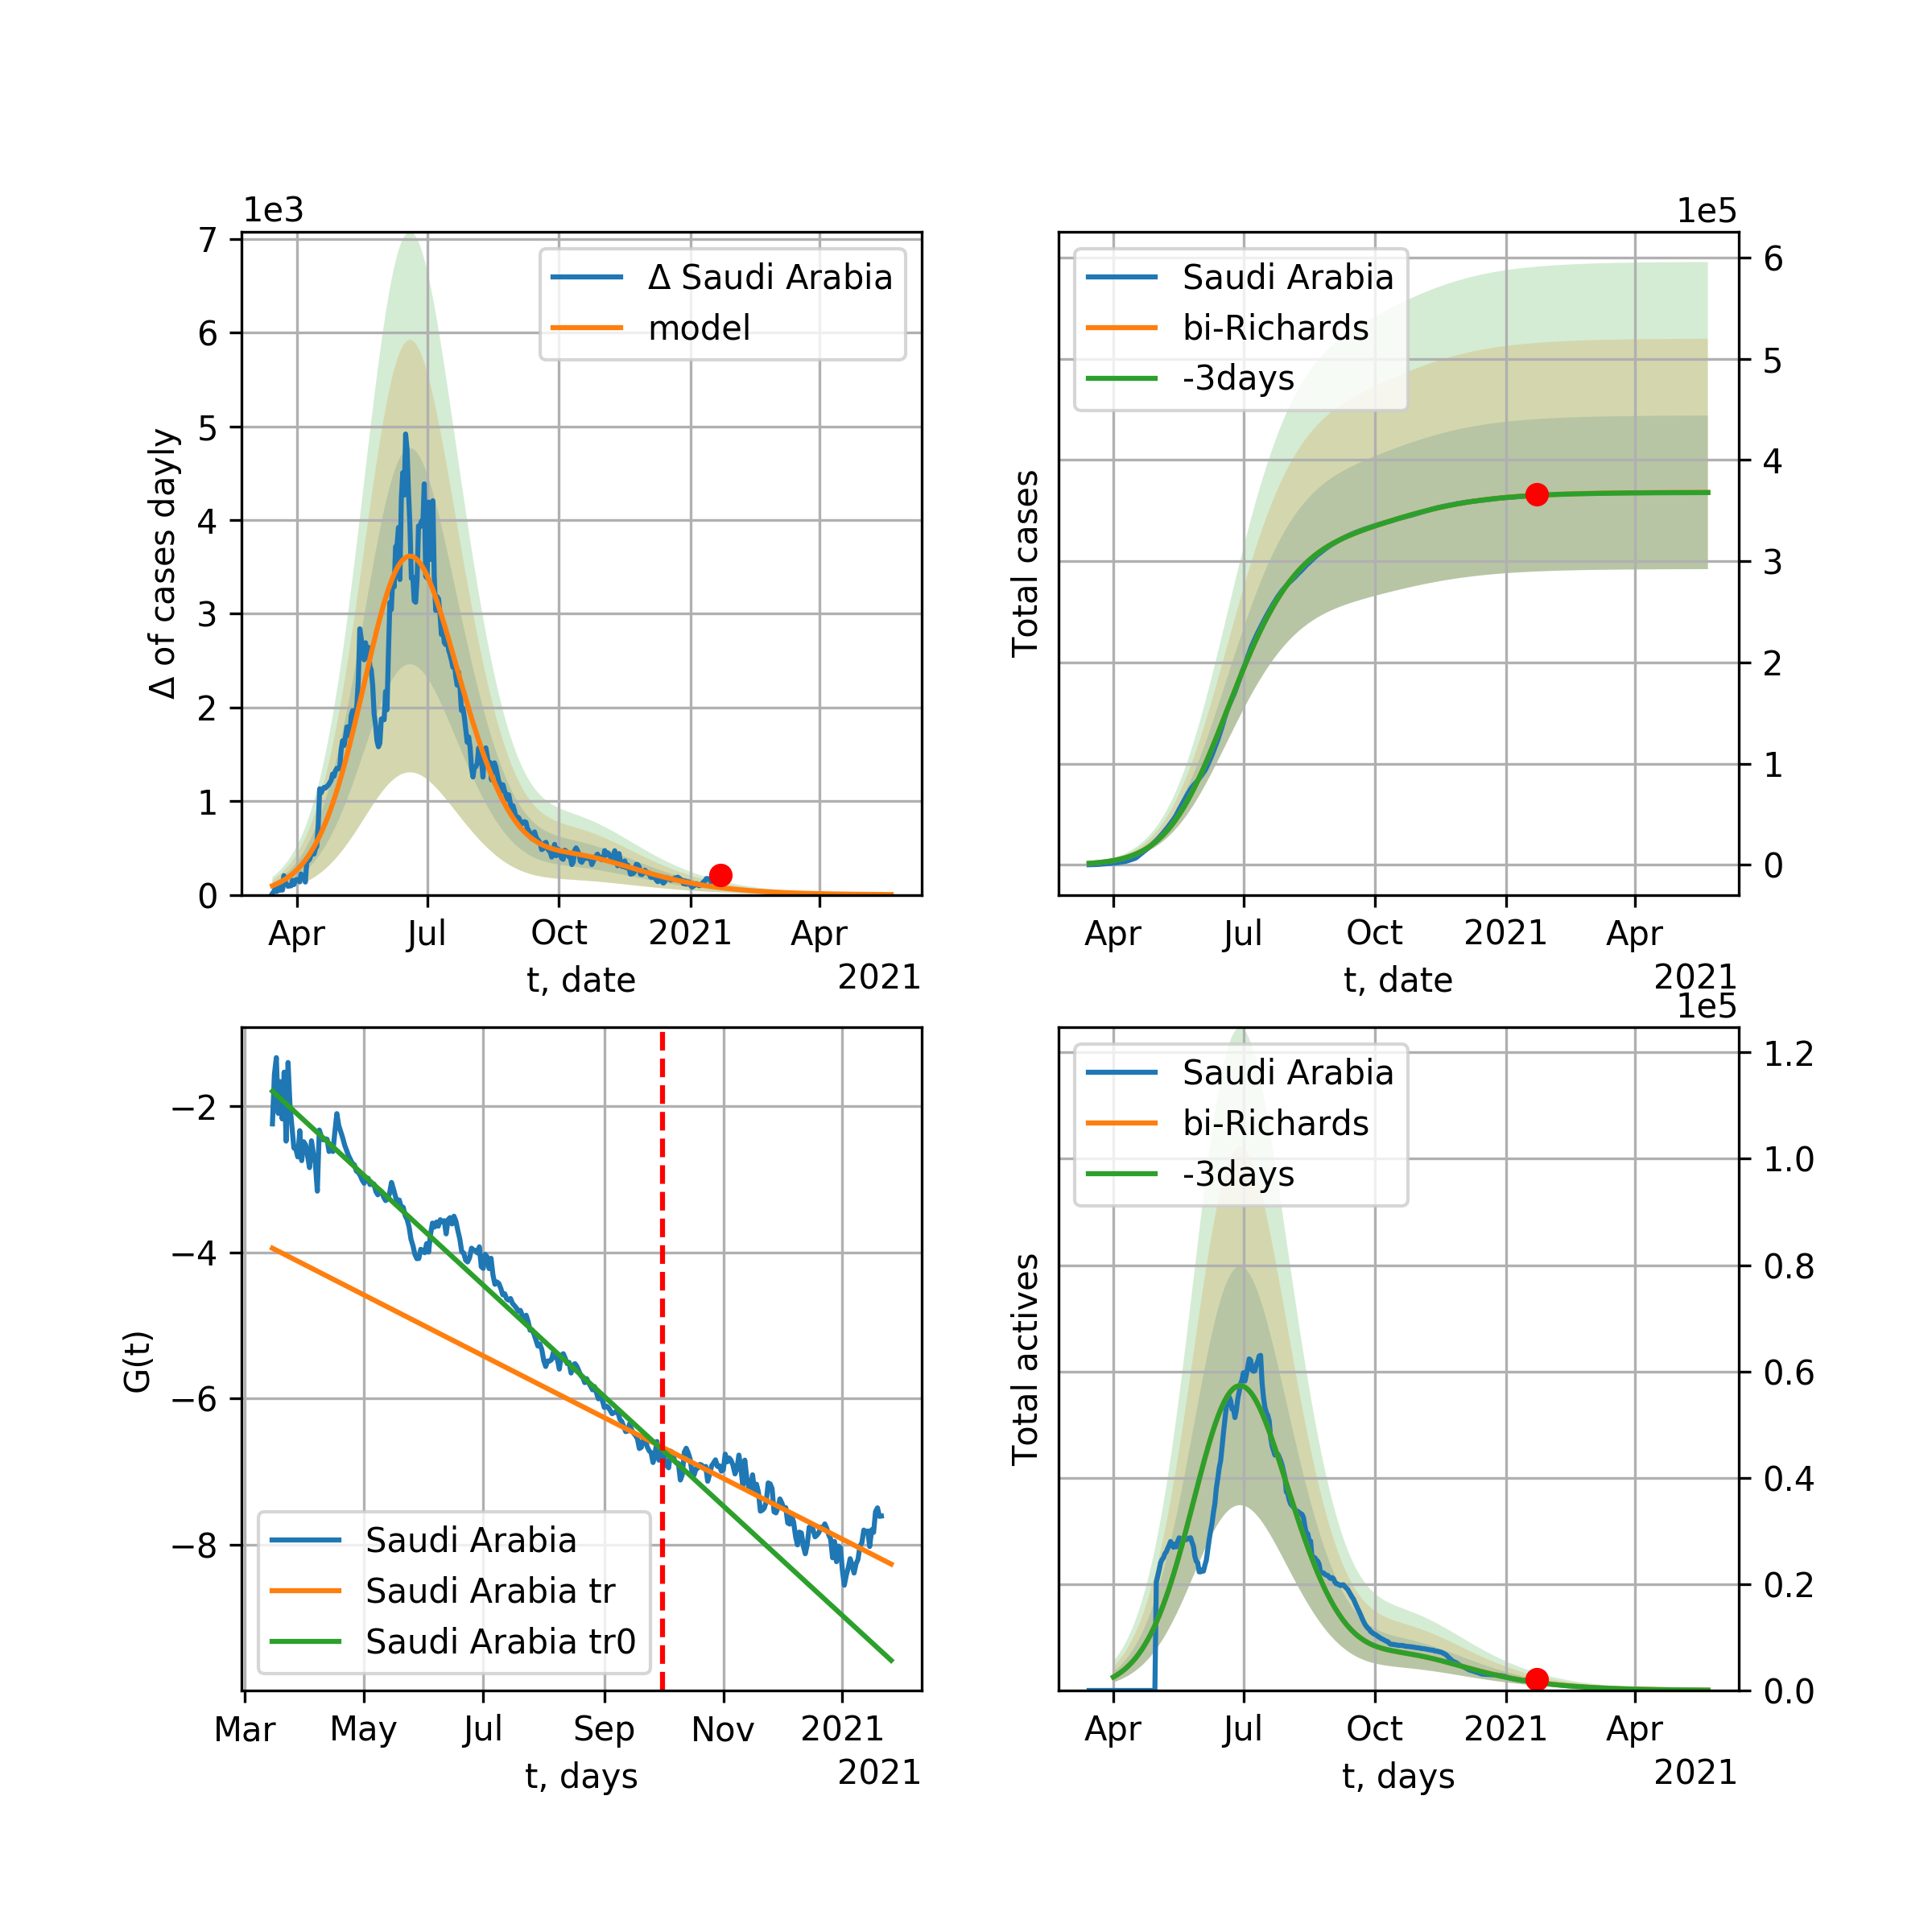 1e3
7
6
5
4
3
2
1
0
Δ of cases dayly
Δ Saudi Arabia
model
Apr
Jul
Oct
2021
Apr
t, date
2021
1e5
Total cases
Saudi Arabia
bi-Richards
-3days
6
5
4
3
2
1
0
Apr
Jul
Oct
2021
Apr
t, date
2021
G(t)
−2
−4
−6
−8
Saudi Arabia
Saudi Arabia tr
Saudi Arabia tr0
Mar
May
Jul
Sep
Nov
2021
t, days
2021
1e5
Total actives
Saudi Arabia
bi-Richards
-3days
1.2
1.0
0.8
0.6
0.4
0.2
0.0
Apr
Jul
Oct
2021
Apr
t, days
2021